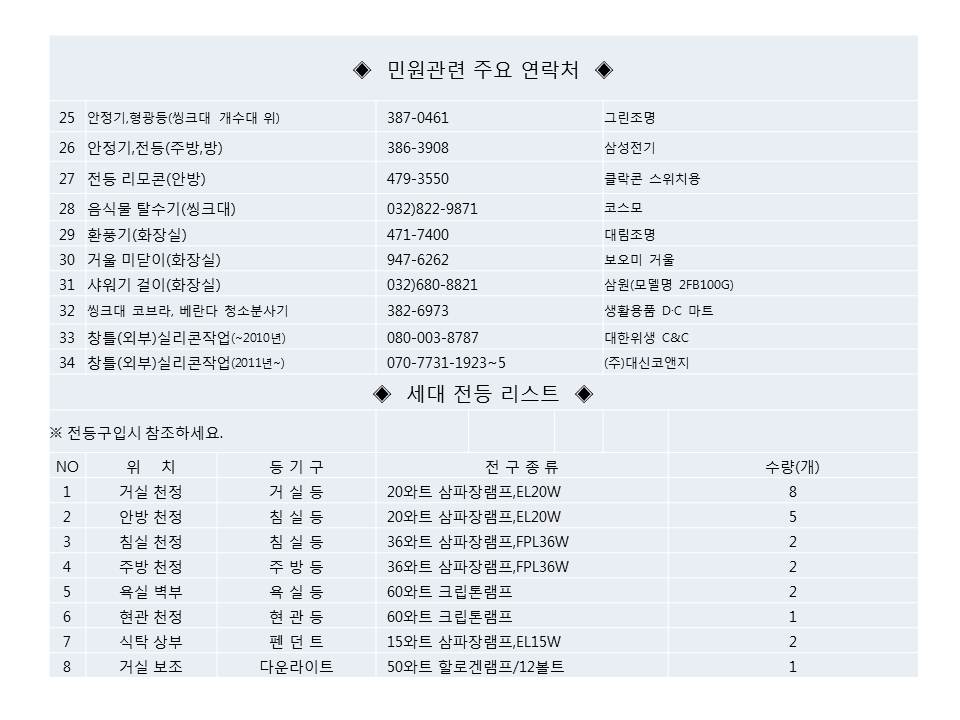 ◈ 민원관련 주요 연락처 ◈
25 안정기,형광등(씽크대 개수대 위) 387-0461 그린조명
26 안정기,전등(주방,방) 386-3908 삼성전기
27 전등 리모콘(안방) 479-3550 클락콘 스위치용
28 음식물 탈수기(씽크대) 032)822-9871 코스모
29 환풍기(화장실) 471-7400 대림조명
30 거울 미닫이(화장실) 947-6262 보오미 거울
31 샤워기 걸이(화장실) 032)680-8821 삼원(모델명 2FB100G)
32 씽크대 코브라, 베란다 청소분사기 382-6973 생활용품 D·C 마트
33 창틀(외부)실리콘작업(~2010년) 080-003-8787 대한위생 C&C
34 창틀(외부)실리콘작업(2011년~) 070-7731-1923~5 (주)대신코앤지
◈ 세대 전등 리스트 ◈
※ 전등구입시 참조하세요.
NO 위 치 등 기 구 전 구 종 류 수량(개)
1 거실 천정 거 실 등 20와트 삼파장램프,EL20W 8
2 안방 천정 침 실 등 20와트 삼파장램프,EL20W 5
3 침실 천정 침 실 등 36와트 삼파장램프,FPL36W 2
4 주방 천정 주 방 등 36와트 삼파장램프,FPL36W 2
5 욕실 벽부 욕 실 등 60와트 크립톤램프 2
6 현관 천정 현 관 등 60와트 크립톤램프 1
7 식탁 상부 펜 던 트 15와트 삼파장램프,EL15W 2
8 거실 보조 다운라이트 50와트 할로겐램프/12볼트 1